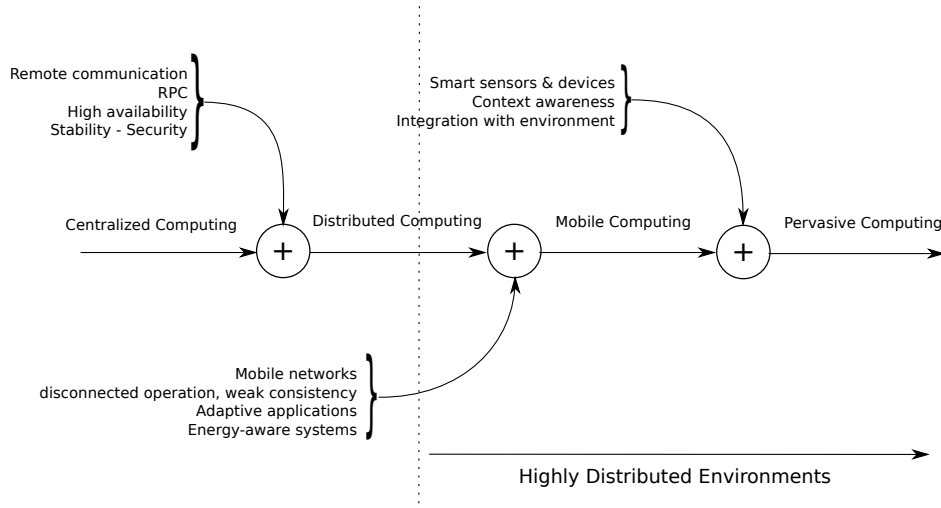 Remote communication
RPC
High availability
Stability - Security
Smart sensors & devices
Context awareness
Integration with environment
Centralized Computing
Distributed Computing
Mobile Computing
Pervasive Computing
+
+
+
Mobile networks
disconnected operation, weak consistency
Adaptive applications
Energy-aware systems
Highly Distributed Environments